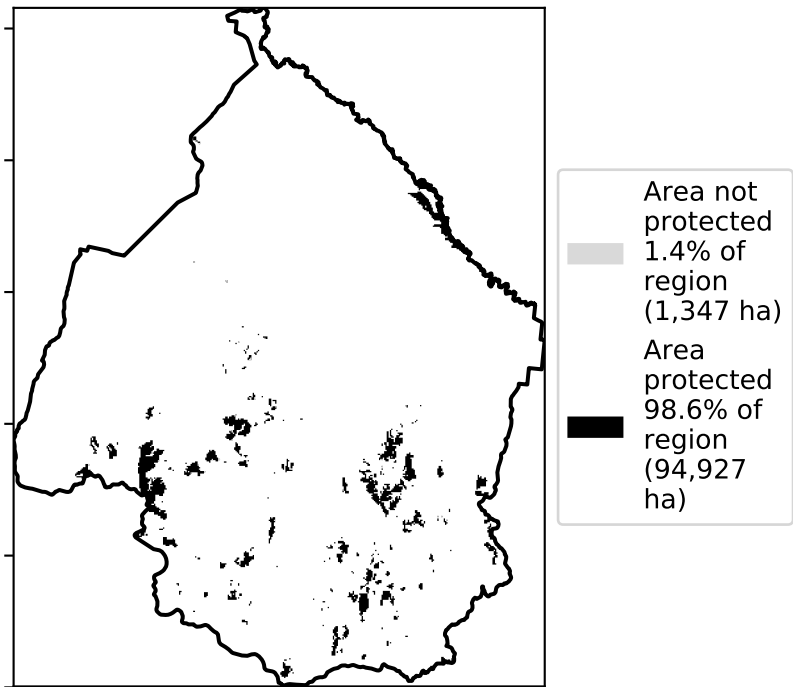 Area not
protected
1.4% of
region
(1,347 ha)
Area
protected
98.6% of
region
(94,927
ha)